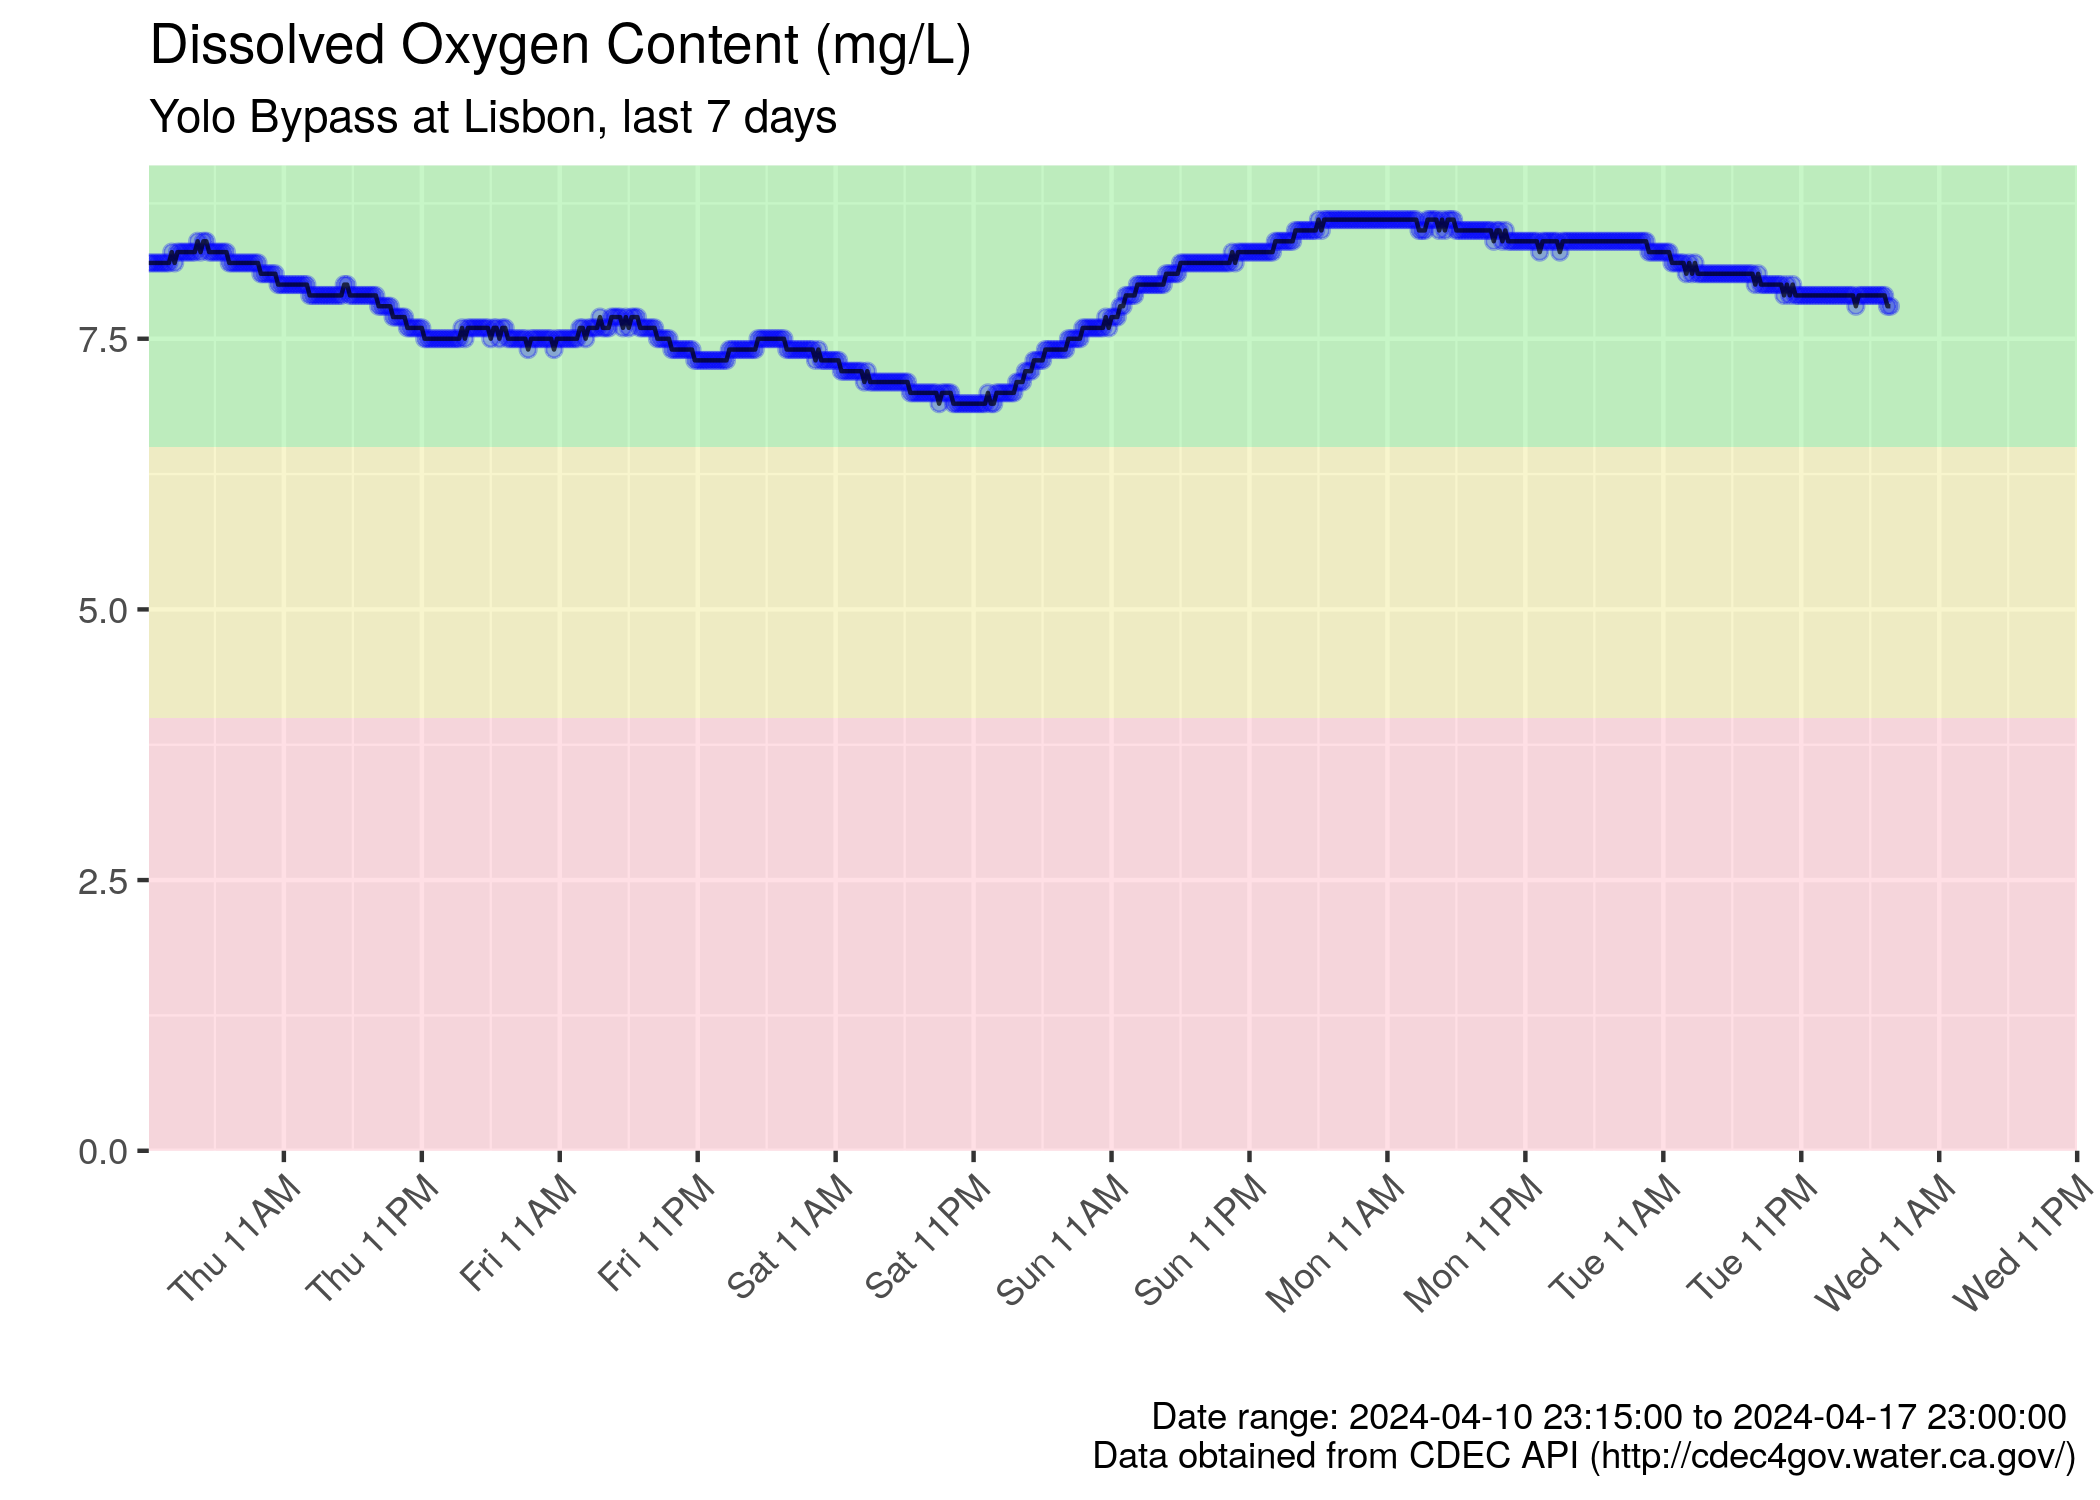 Dissolved Oxygen Content (mg/L)
Yolo Bypass at Lisbon, last 7 days
7.5
5.0
2.5
0.0
Thu 11AM
Thu 11PM
Fri 11AM
Fri 11PM
Sat 11AM
Sat 11PM
Sun 11AM
Sun 11PM
Mon 11AM
Mon 11PM
Tue 11AM
Tue 11PM
Wed 11AM
Wed 11PM
Date range: 2024-04-10 23:15:00 to 2024-04-17 23:00:00
Data obtained from CDEC API (http://cdec4gov.water.ca.gov/)